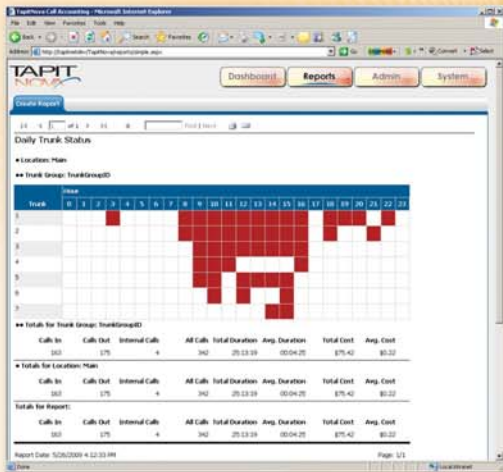 TapitNova Call Accounting - Microsoft Internet Explorer
File Edit View Favorites Tools Help
Back Search Favorites
Address Go Convert Select
TAPIT NOVA
Dashboard Reports Admin System
Create Report
1 of 1 Find | Next
Daily Trunk Status
Location: Main
Trunk Group: TrunkGroupID
Hour
Trunk 0 1 2 3 4 5 6 7 8 9 10 11 12 13 14 15 16 17 18 19 20 21 22 23
1
2
3
4
5
6
7
Totals for Trunk Group: TrunkGroupID
Calls In Calls Out Internal Calls All Calls Total Duration Avg. Duration Total Cost Avg. Cost
163 175 4 342 25:13:19 00:04:25 $75.42 $0.22
Totals for Location: Main
Calls In Calls Out Internal Calls All Calls Total Duration Avg. Duration Total Cost Avg. Cost
163 175 4 342 25:13:19 00:04:25 $75.42 $0.22
Totals for Report:
Calls In Calls Out Internal Calls All Calls Total Duration Avg. Duration Total Cost Avg. Cost
163 175 4 342 25:13:19 00:04:25 $75.42 $0.22
Report Date: 5/28/2009 4:12:33 PM Page: 1/1
Done Local intranet